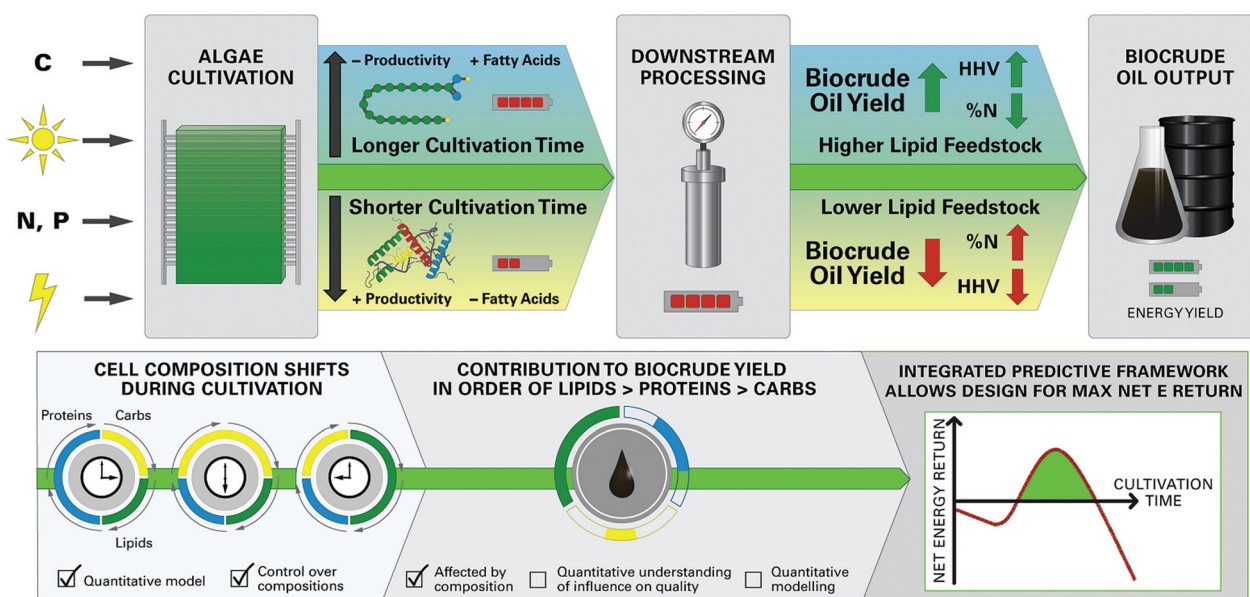 C
N, P
ALGAE
CULTIVATION
– Productivity + Fatty Acids
Longer Cultivation Time
Shorter Cultivation Time
+ Productivity – Fatty Acids
DOWNSTREAM
PROCESSING
Biocrude
Oil Yield
HHV
%N
Higher Lipid Feedstock
Lower Lipid Feedstock
Biocrude
Oil Yield
%N
HHV
BIOCRUDE
OIL OUTPUT
ENERGY YIELD
CELL COMPOSITION SHIFTS
DURING CULTIVATION
Proteins Carbs
Lipids
Quantitative model
Control over
compositions
CONTRIBUTION TO BIOCRUDE YIELD
IN ORDER OF LIPIDS > PROTEINS > CARBS
Affected by
composition
Quantitative understanding
of influence on quality
Quantitative
modelling
INTEGRATED PREDICTIVE FRAMEWORK
ALLOWS DESIGN FOR MAX NET E RETURN
NET ENERGY RETURN
CULTIVATION
TIME